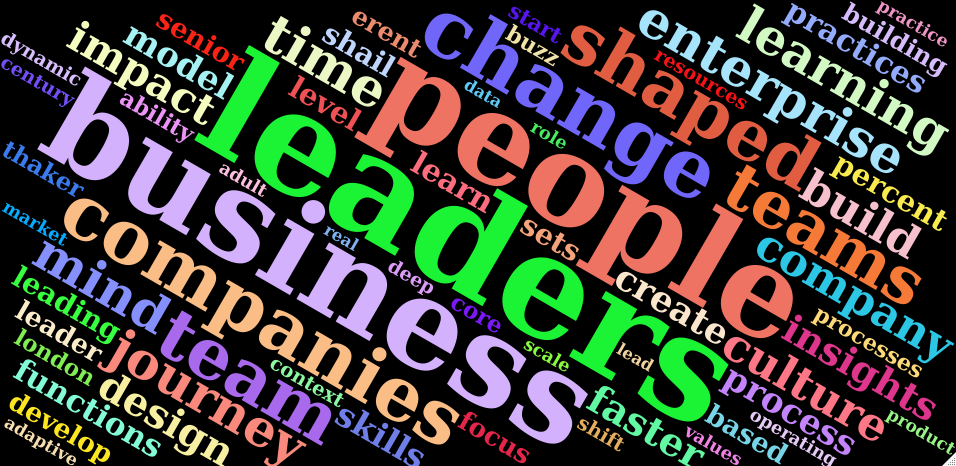 dynamic
century
impact
model
senior
time
shail
erent
change
start
buzz
shaped
enterprise
resources
learning
practices
building
practice
ability
level
people
data
role
leaders
business
thaker
adult
learn
sets
teams
build
percent
market
companies
real
deep
core
create
company
mind
leading
leader
london
functions
develop
adaptive
team
journey
design
context
skills
focus
scale
lead
shift
faster
culture
insights
processes
process
based
values
operating
product